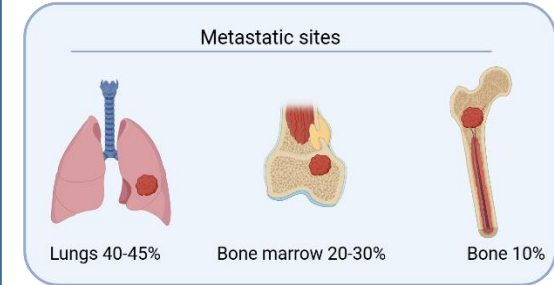 Metastatic sites
Lungs 40-45%
Bone marrow 20-30%
Bone 10%